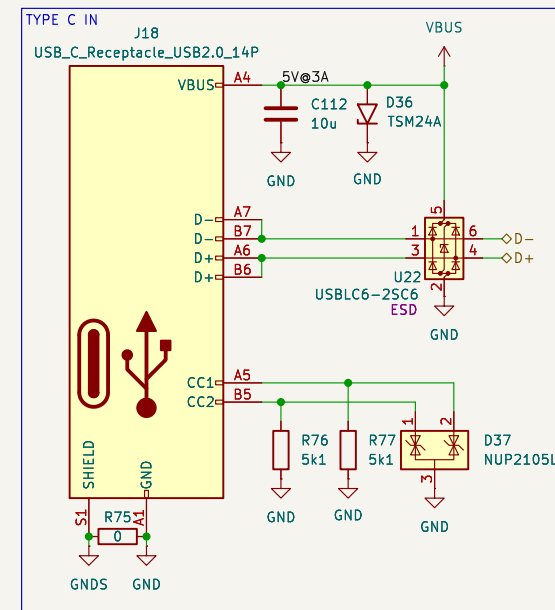 TYPE C IN
J18
USB_C_Receptacle_USB2.0_14P
VBUS
VBUS
A4
5V@3A
C112
10u
D36
TSM24A
GND
GND
D-
A7
D-
B7
D+
A6
D+
B6
5
1
6
3
4
2
D-
D+
U22
USBLC6-2SC6
ESD
GND
CC1
A5
CC2
B5
R76
5k1
R77
5k1
1
2
3
D37
NUP2105L
GND
GND
GND
SHIELD
GND
S1
A1
R75
0
GNDS
GND